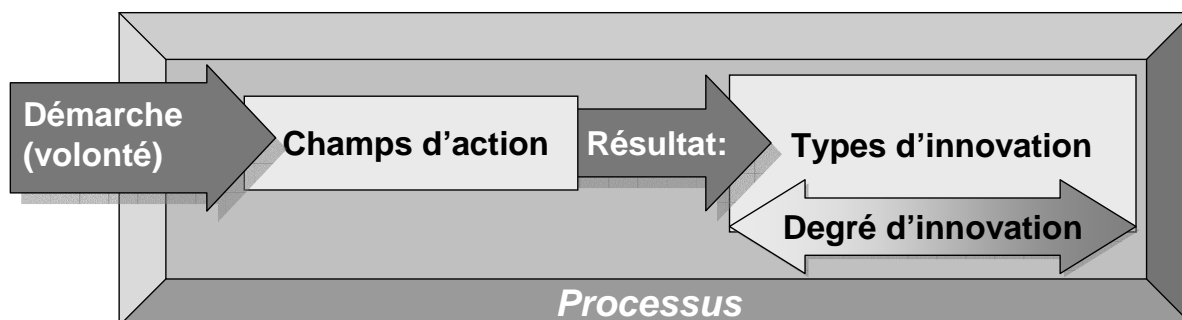 Démarche
(volonté)
Champs d’action
Résultat:
Types d’innovation
Degré d’innovation
Processus